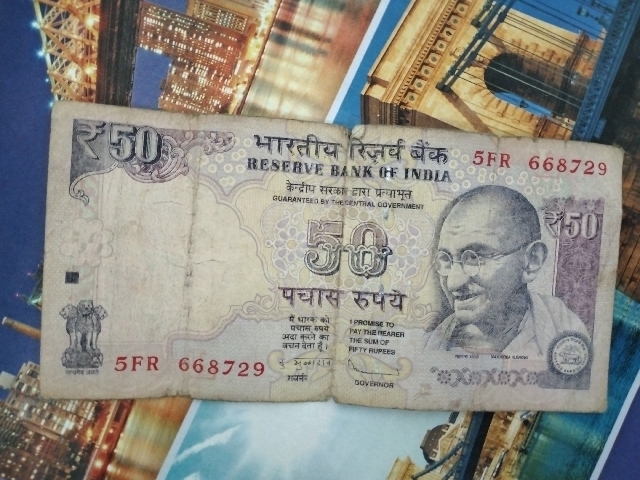 ₹50
भारतीय रिज़र्व बैंक
RESERVE BANK OF INDIA
5FR 668729
केन्द्रीय सरकार द्वारा प्रत्याभूत
GUARANTEED BY THE CENTRAL GOVERNMENT
50
₹50
पचास रुपये
मैं धारक को
पचास रुपये
अदा करने का
वचन देता हूँ।
I PROMISE TO
PAY THE BEARER
THE SUM OF
FIFTY RUPEES
महात्मा गांधी MAHATMA GANDHI
5FR 668729
सत्यमेव जयते
गवर्नर
GOVERNOR